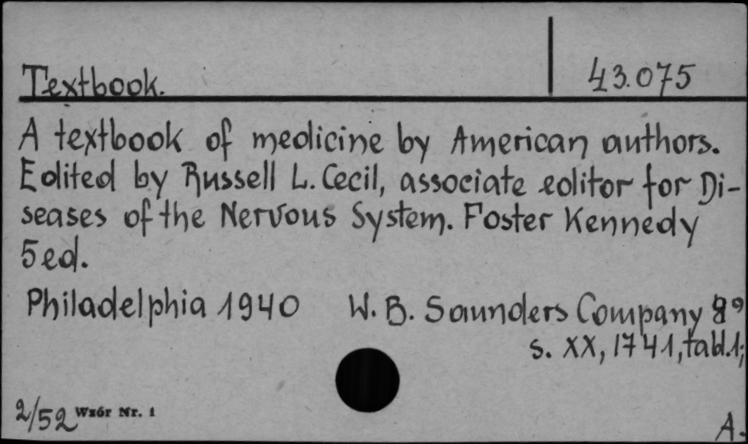 Textbook.
43.075
A textbook of medicine by American authors.
Edited by Russell L. Cecil, associate editor for Di-
seases of the Nervous System. Foster Kennedy
5 ed.
Philadelphia 1940 W. B. Saunders Company 8°
s. XX, 1741, tabl.1;
2/52 Wzór Nr. 1
A.